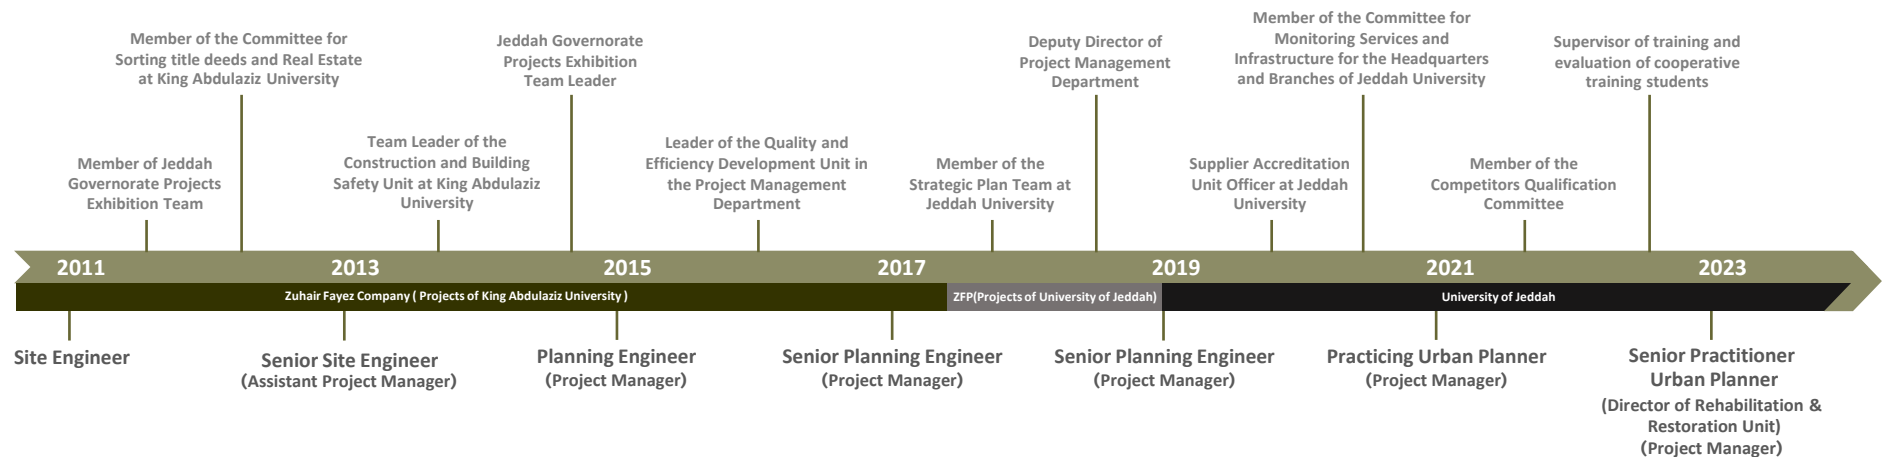 Member of the Committee for
Sorting title deeds and Real Estate
at King Abdulaziz University
Jeddah Governorate
Projects Exhibition
Team Leader
Deputy Director of
Project Management
Department
Member of the Committee for
Monitoring Services and
Infrastructure for the Headquarters
and Branches of Jeddah University
Supervisor of training and
evaluation of cooperative
training students
Member of Jeddah
Governorate Projects
Exhibition Team
Team Leader of the
Construction and Building
Safety Unit at King Abdulaziz
University
Leader of the Quality and
Efficiency Development Unit in
the Project Management
Department
Member of the
Strategic Plan Team at
Jeddah University
Supplier Accreditation
Unit Officer at Jeddah
University
Member of the
Competitors Qualification
Committee
2011 2013 2015 2017 2019 2021 2023
Zuhair Fayez Company ( Projects of King Abdulaziz University )
ZFP(Projects of University of Jeddah)
University of Jeddah
Site Engineer
Senior Site Engineer
(Assistant Project Manager)
Planning Engineer
(Project Manager)
Senior Planning Engineer
(Project Manager)
Senior Planning Engineer
(Project Manager)
Practicing Urban Planner
(Project Manager)
Senior Practitioner
Urban Planner
(Director of Rehabilitation &
Restoration Unit)
(Project Manager)